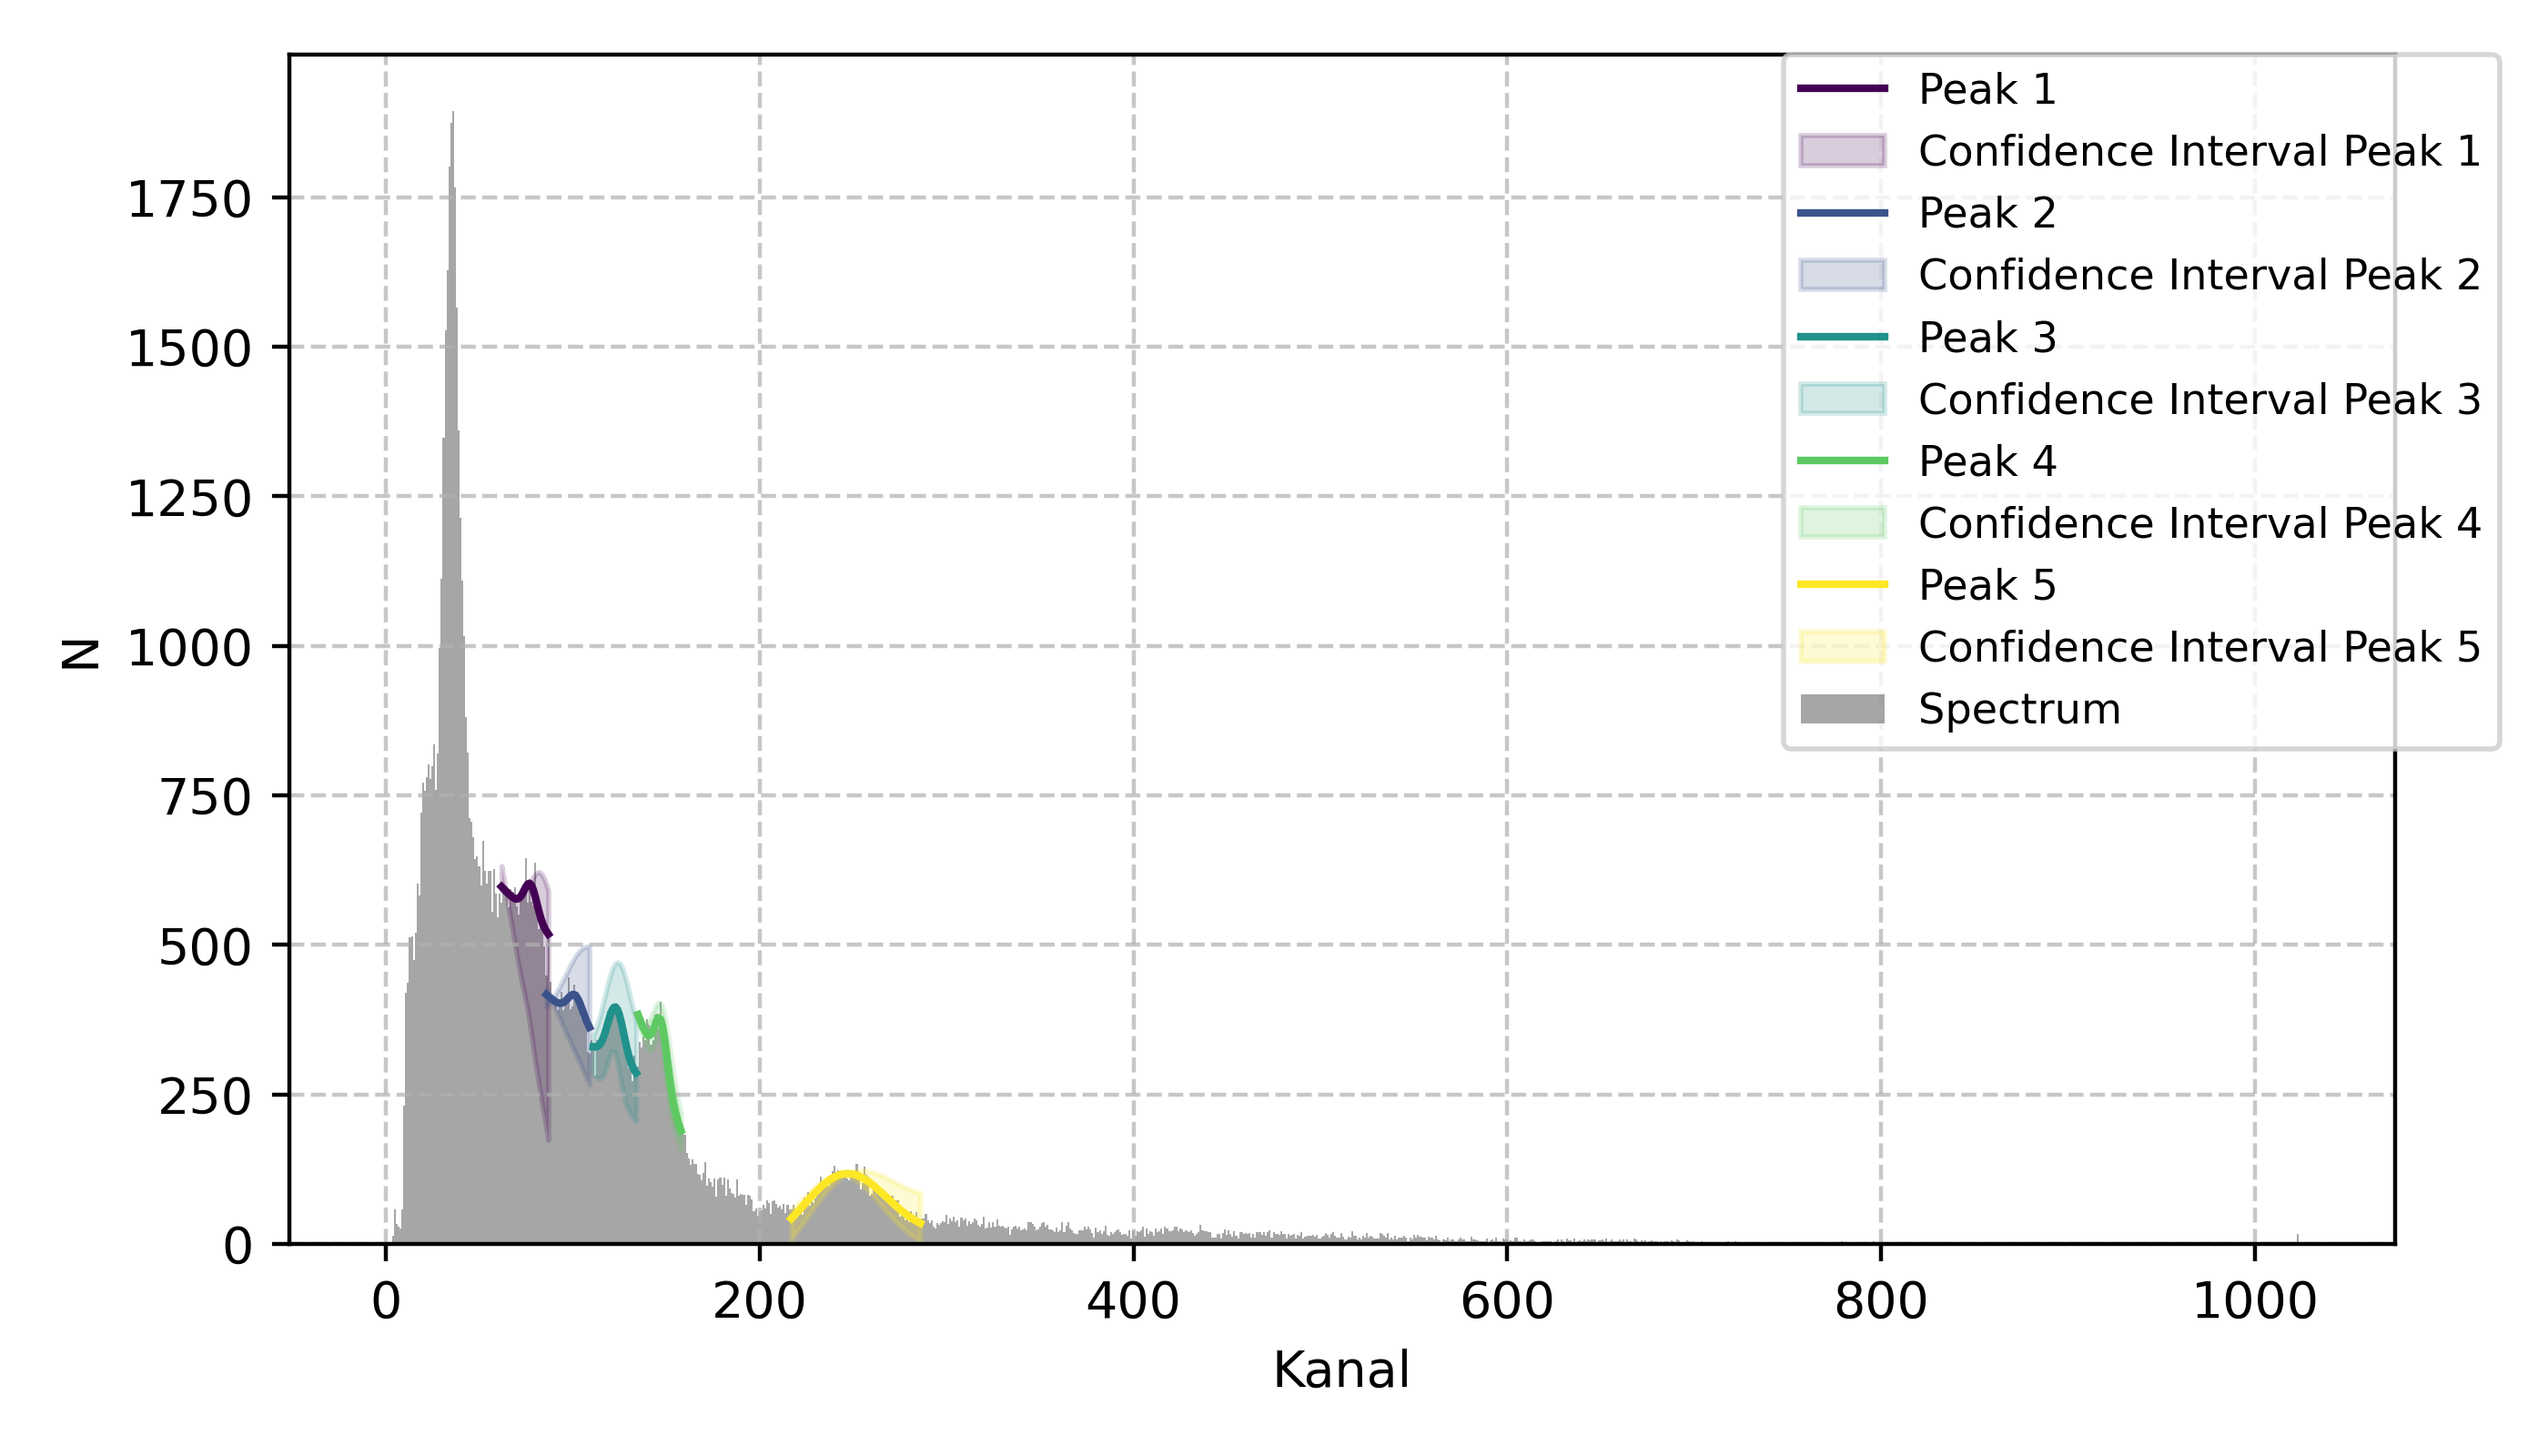 Peak 1
Confidence Interval Peak 1
Peak 2
Confidence Interval Peak 2
Peak 3
Confidence Interval Peak 3
Peak 4
Confidence Interval Peak 4
Peak 5
Confidence Interval Peak 5
Spectrum
1750
1500
1250
1000
750
500
250
0
N
0 200 400 600 800 1000
Kanal